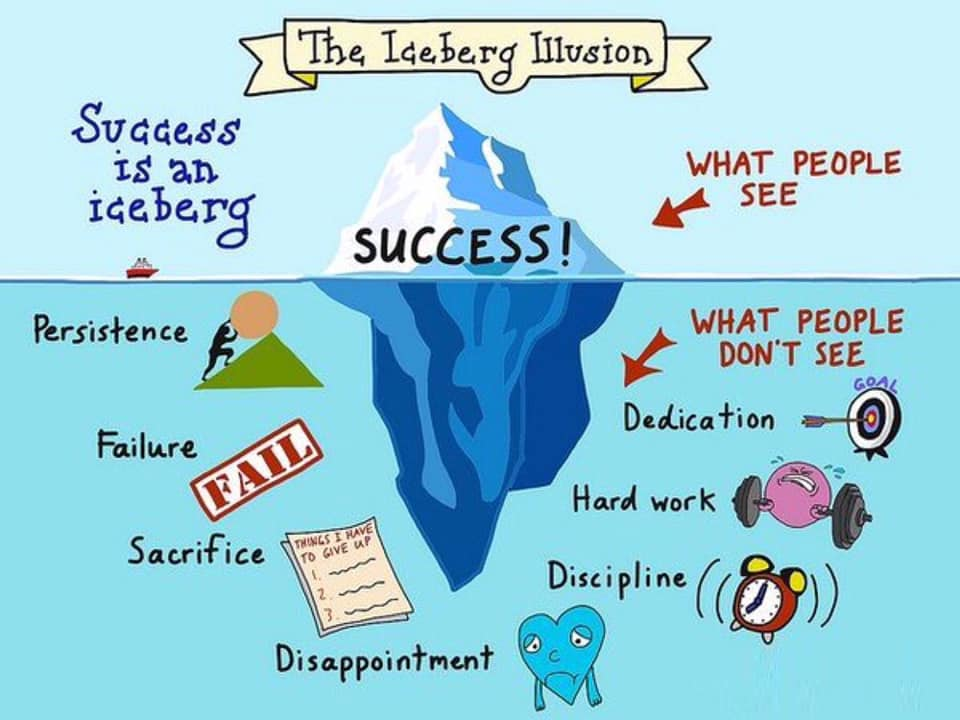 The Iceberg Illusion
Success
is an
iceberg
WHAT PEOPLE
SEE
SUCCESS!
WHAT PEOPLE
DON'T SEE
Persistence
GOAL
Dedication
Failure
FAIL
Hard work
Sacrifice
THINGS I HAVE
TO GIVE UP
1.
2.
3.
Discipline
Disappointment